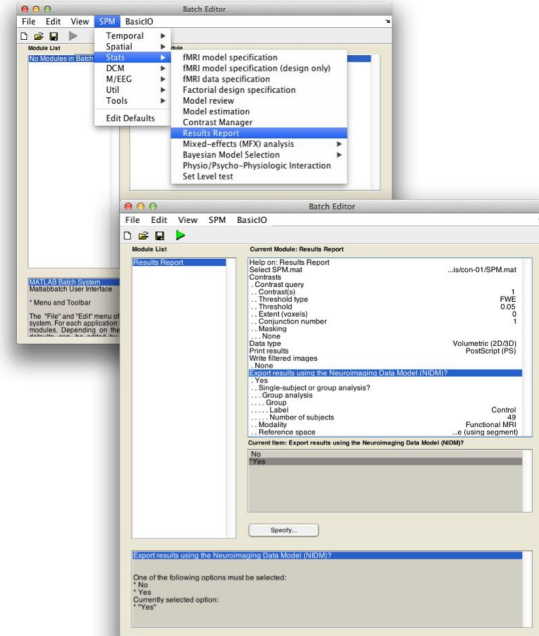 Batch Editor
File Edit View SPM BasicIO
Module List
No Modules in Batch
Temporal
Spatial
Stats
DCM
M/EEG
Util
Tools
Edit Defaults
fMRI model specification
fMRI model specification (design only)
fMRI data specification
Factorial design specification
Model review
Model estimation
Contrast Manager
Results Report
Mixed-effects (MFX) analysis
Bayesian Model Selection
Physio/Psycho-Physiologic Interaction
Set Level test
MATLAB Batch System
Matlabbatch User Interface
* Menu and Toolbar
The "File" and "Edit" menu of
system. For each application
modules. Depending on the
Batch Editor
File Edit View SPM BasicIO
Module List
Results Report
Current Module: Results Report
Help on: Results Report
Select SPM.mat ...is/con-01/SPM.mat
Contrasts
. Contrast query
. . Contrast(s) 1
. . Threshold type FWE
. . Threshold 0.05
. . Extent (voxels) 0
. . Conjunction number 1
. . Masking
. . . None
Data type Volumetric (2D/3D)
Print results PostScript (PS)
Write filtered images
. None
Export results using the Neuroimaging Data Model (NIDM)?
. Yes
. . Single-subject or group analysis?
. . . Group analysis
. . . . Group
. . . . . Label Control
. . . . . Number of subjects 49
. . Modality Functional MRI
. . Reference space ...e (using segment)
Current Item: Export results using the Neuroimaging Data Model (NIDM)?
No
*Yes
Specify...
Export results using the Neuroimaging Data Model (NIDM)?
One of the following options must be selected:
* No
* Yes
Currently selected option:
* "Yes"